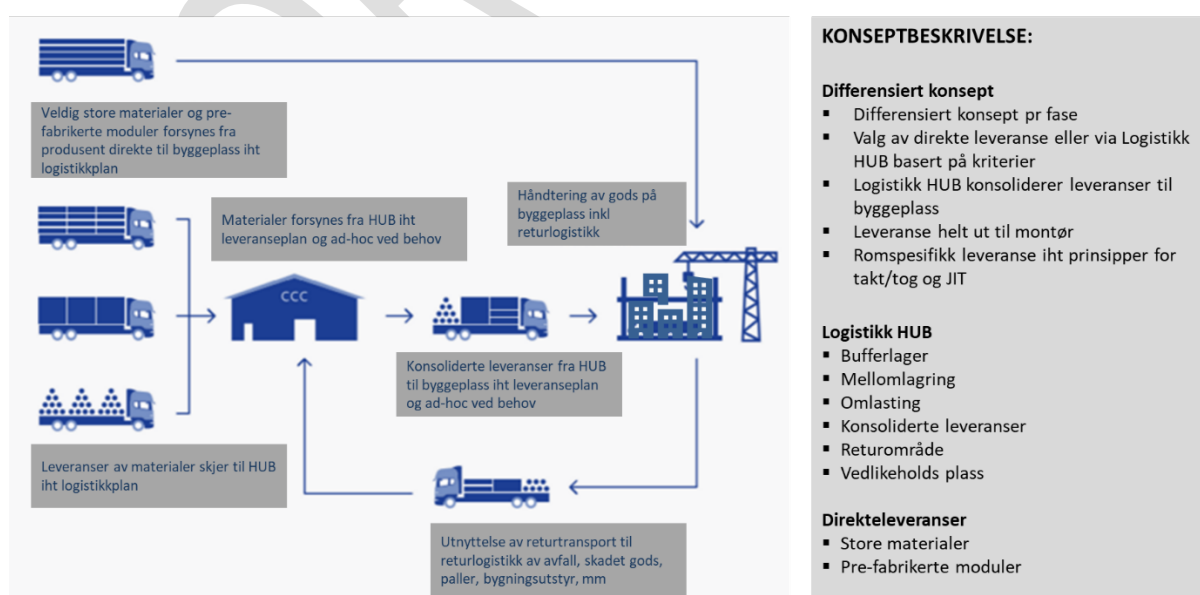 Veldig store materialer og pre-
fabrikerte moduler forsynes fra
produsent direkte til byggeplass iht
logistikkplan
Materialer forsynes fra HUB iht
leveranseplan og ad-hoc ved behov
Håndtering av gods på
byggeplass inkl
returlogistikk
CCC
Konsoliderte leveranser fra HUB
til byggeplass iht leveranseplan
og ad-hoc ved behov
Leveranser av materialer skjer til HUB
iht logistikkplan
Utnyttelse av returtransport til
returlogistikk av avfall, skadet gods,
paller, bygningsutstyr, mm
KONSEPTBESKRIVELSE:
Differensiert konsept
▪ Differensiert konsept pr fase
▪ Valg av direkte leveranse eller via Logistikk
HUB basert på kriterier
▪ Logistikk HUB konsoliderer leveranser til
byggeplass
▪ Leveranse helt ut til montør
▪ Romspesifikk leveranse iht prinsipper for
takt/tog og JIT
Logistikk HUB
▪ Bufferlager
▪ Mellomlagring
▪ Omlasting
▪ Konsoliderte leveranser
▪ Returområde
▪ Vedlikeholds plass
Direkteleveranser
▪ Store materialer
▪ Pre-fabrikerte moduler